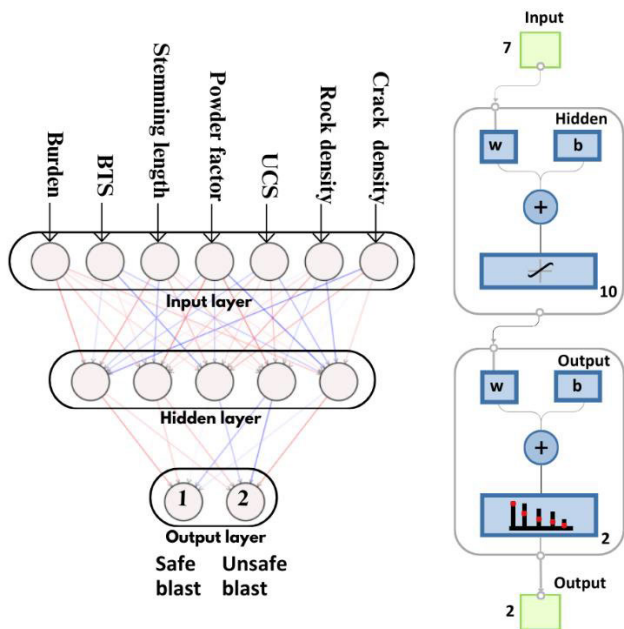 Burden
BTS
Stemming length
Powder factor
UCS
Rock density
Crack density
Input layer
Hidden layer
1
2
Output layer
Safe blast
Unsafe blast
Input
7
Hidden
w
b
+
10
Output
w
b
+
2
Output
2